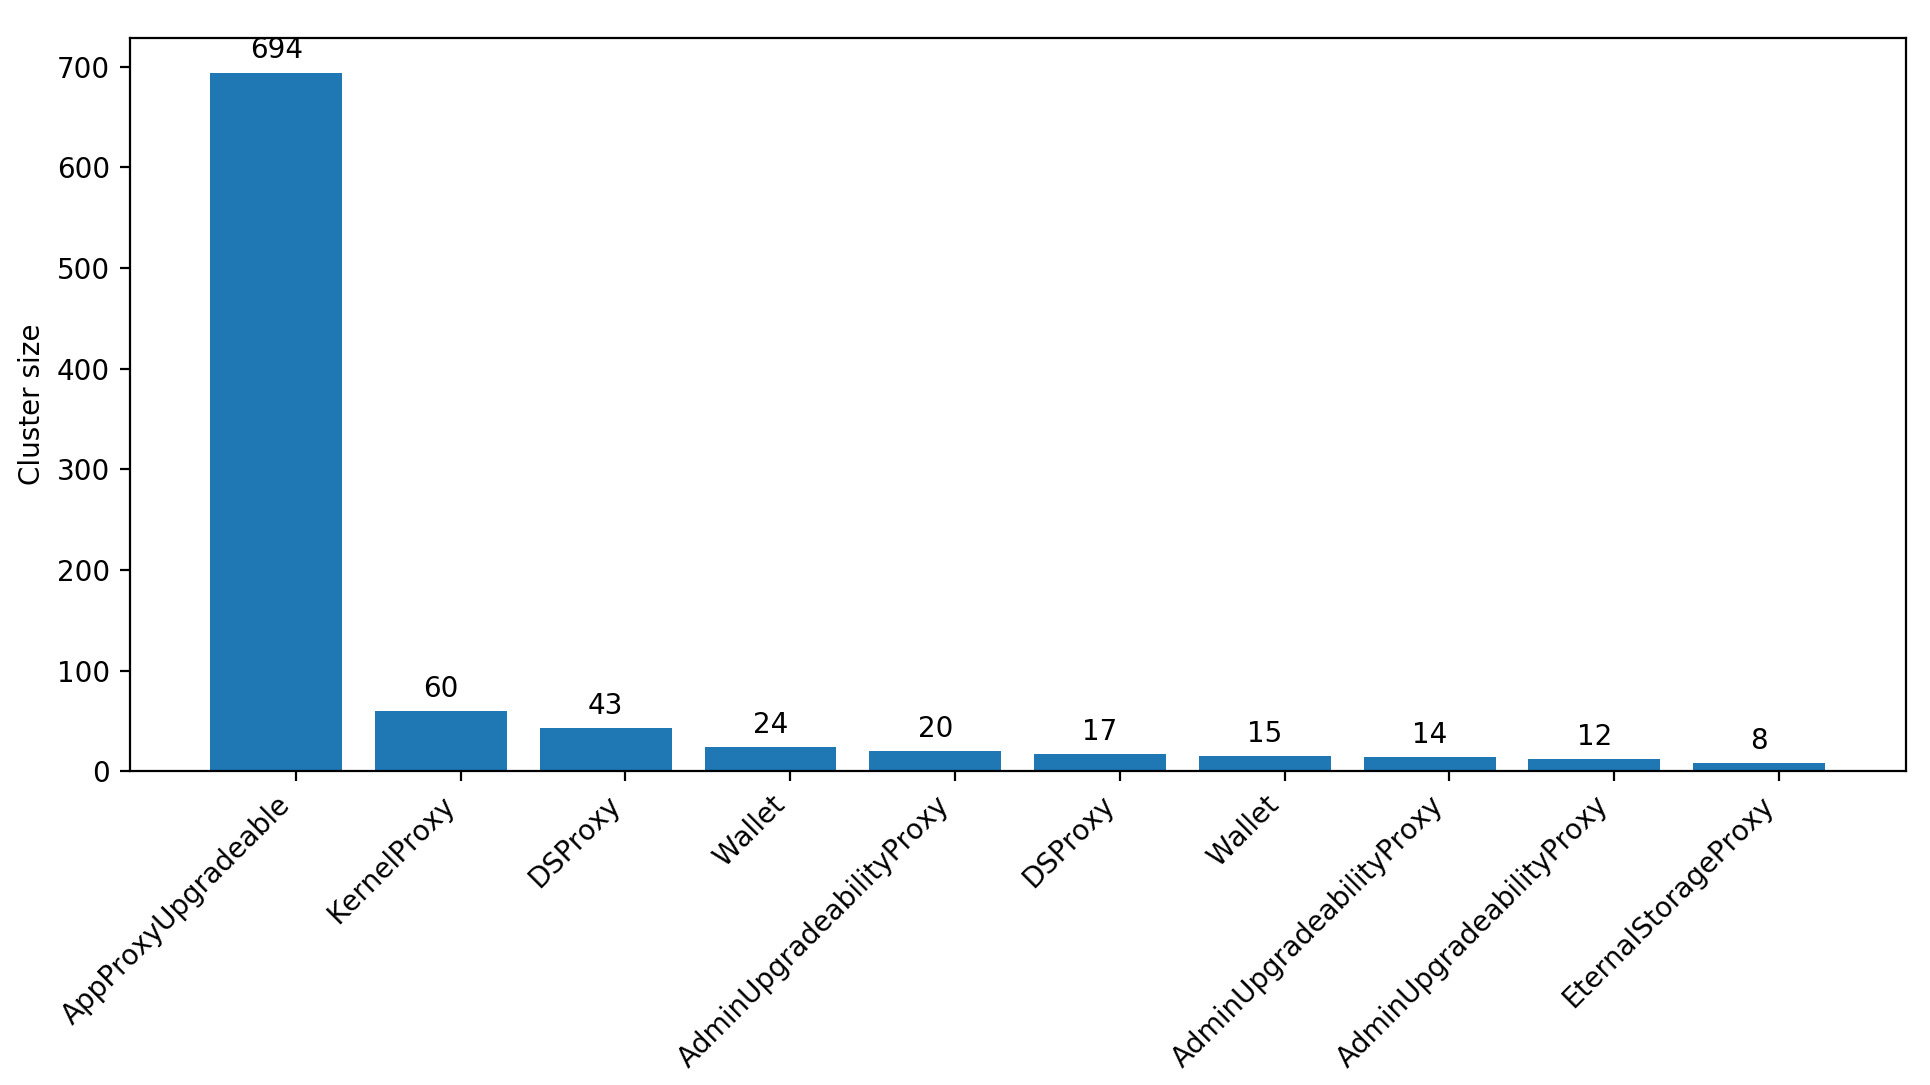 694
700
600
500
400
300
200
100
0
Cluster size
60
43
24
20
17
15
14
12
8
AppProxyUpgradeable
KernelProxy
DSProxy
Wallet
AdminUpgradeabilityProxy
DSProxy
Wallet
AdminUpgradeabilityProxy
AdminUpgradeabilityProxy
EternalStorageProxy